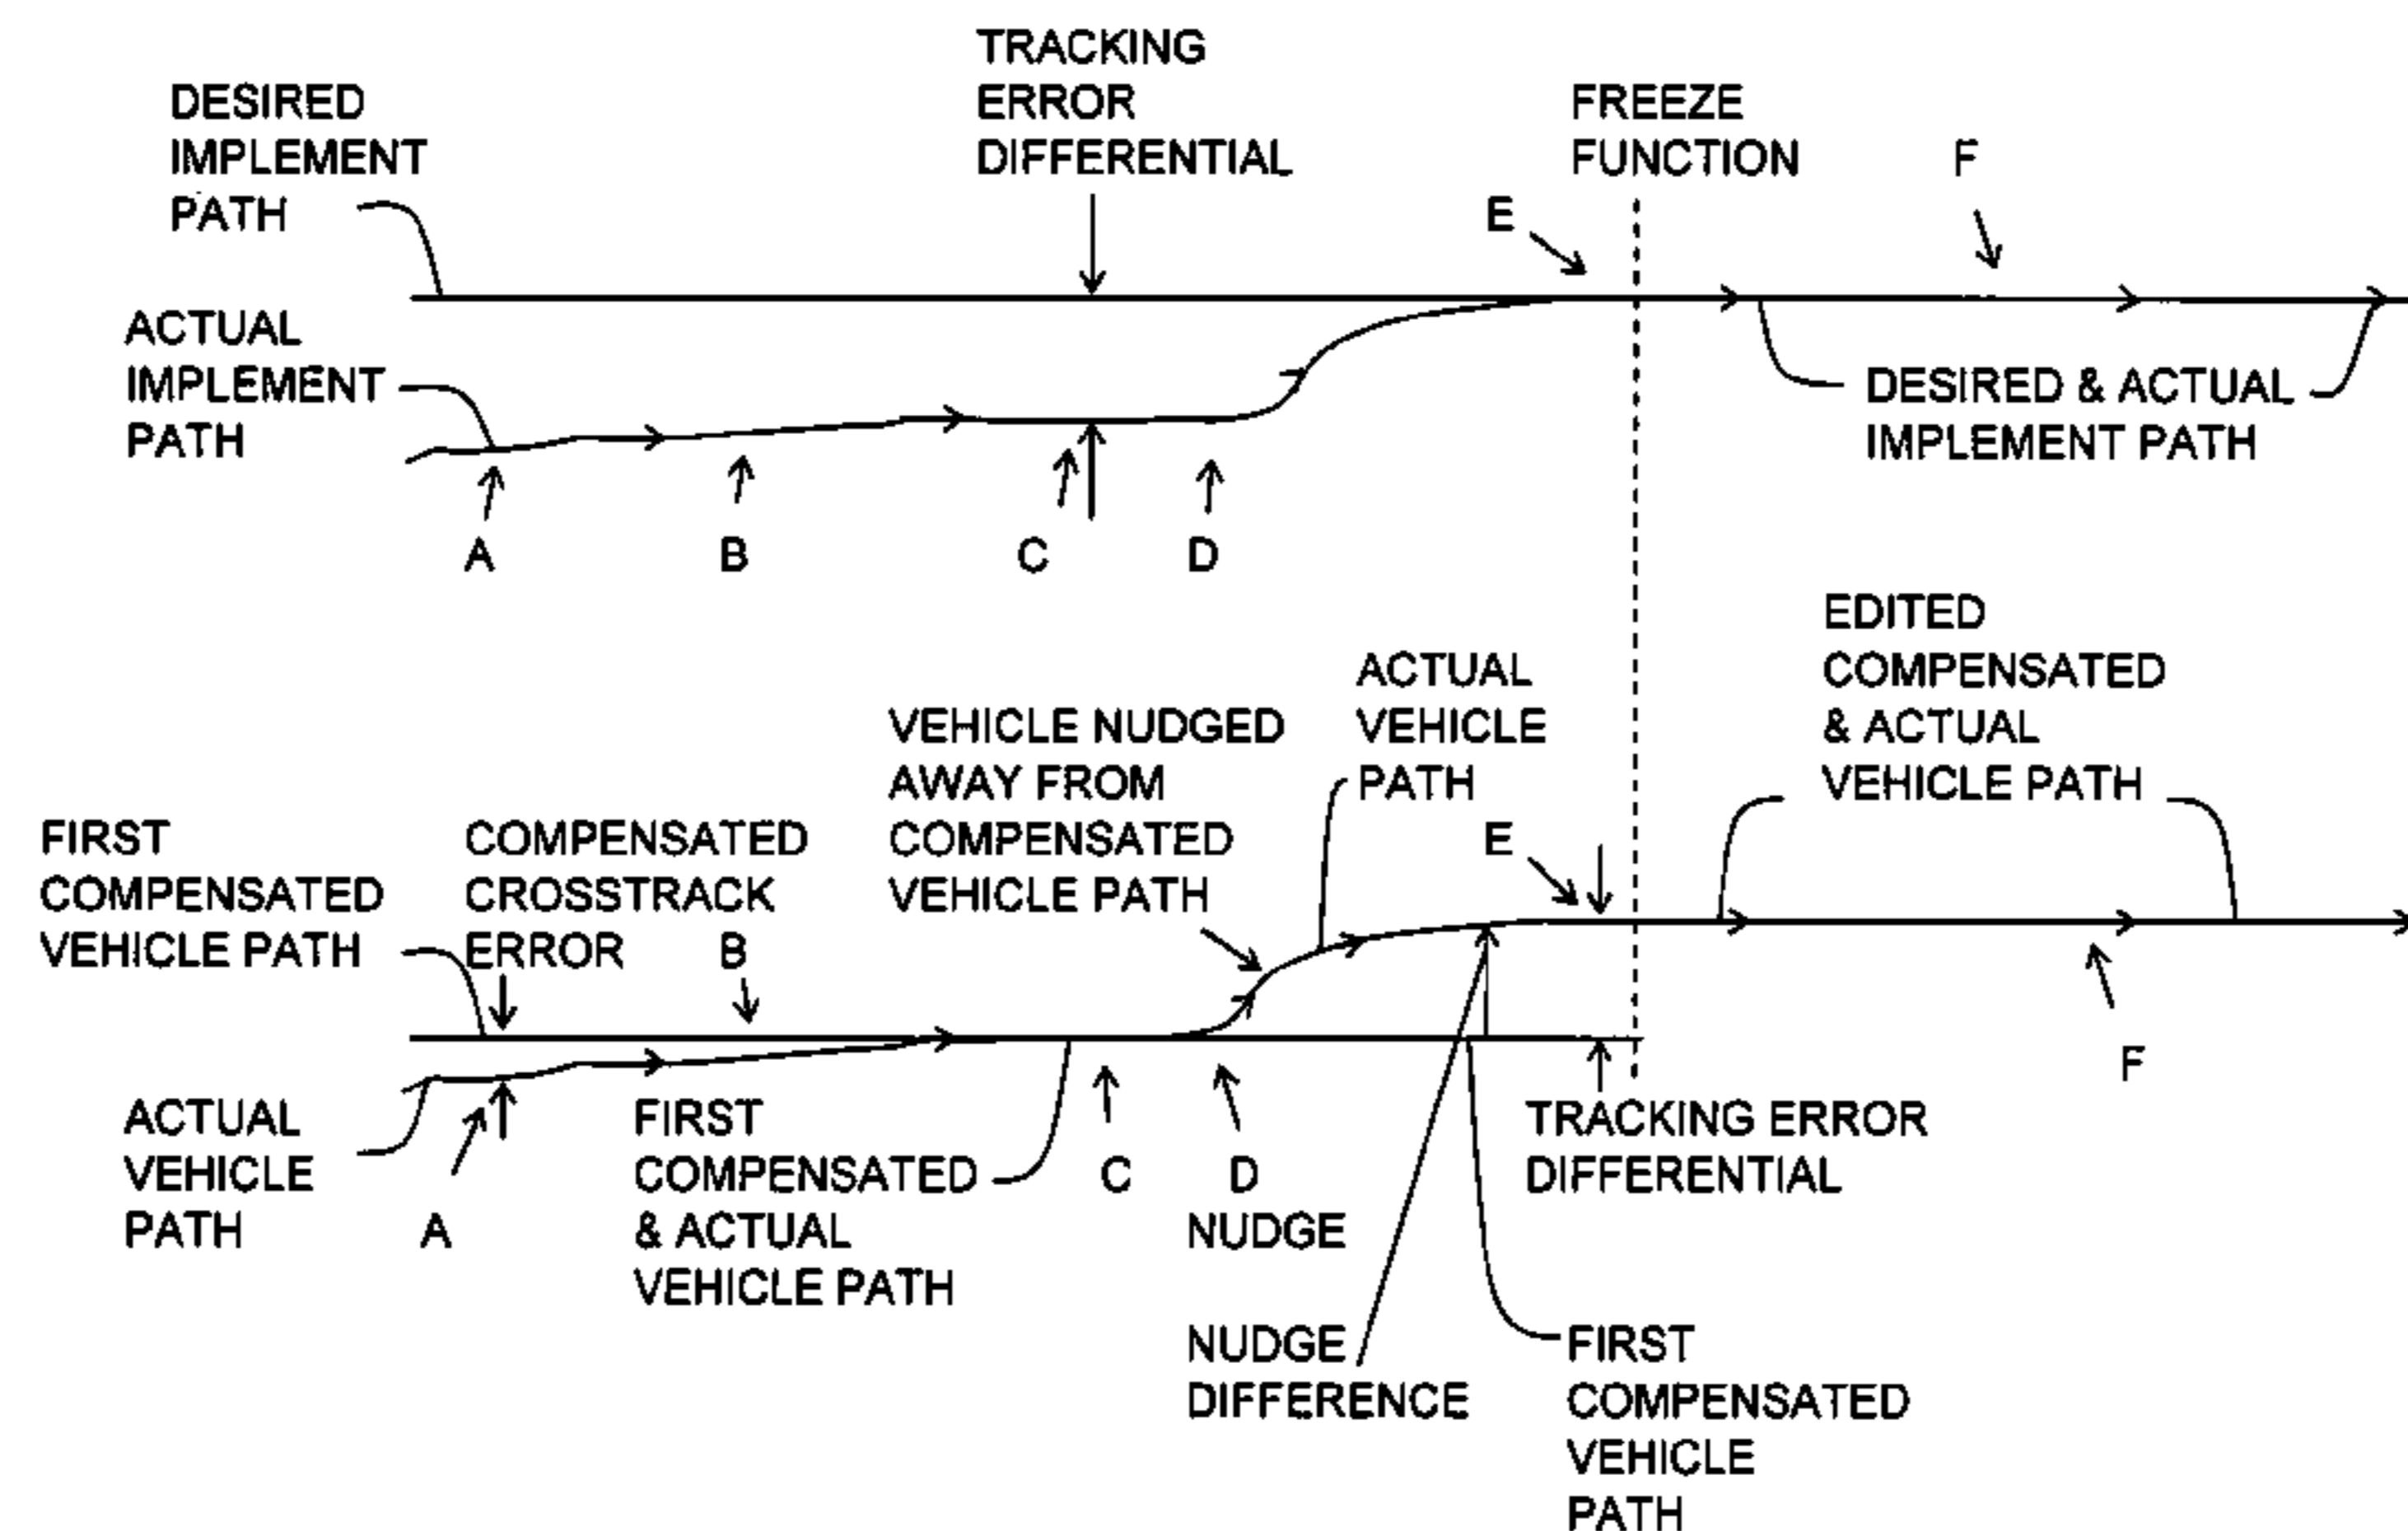 TRACKING
ERROR
DIFFERENTIAL
DESIRED
IMPLEMENT
PATH
FREEZE
FUNCTION
F
E
ACTUAL
IMPLEMENT
PATH
DESIRED & ACTUAL
IMPLEMENT PATH
A
B
C
D
EDITED
COMPENSATED
& ACTUAL
VEHICLE PATH
ACTUAL
VEHICLE
PATH
VEHICLE NUDGED
AWAY FROM
COMPENSATED
VEHICLE PATH
E
FIRST
COMPENSATED
VEHICLE PATH
COMPENSATED
CROSSTRACK
ERROR
B
F
ACTUAL
VEHICLE
PATH
A
FIRST
COMPENSATED
& ACTUAL
VEHICLE PATH
C
D
NUDGE
TRACKING ERROR
DIFFERENTIAL
NUDGE
DIFFERENCE
FIRST
COMPENSATED
VEHICLE
PATH